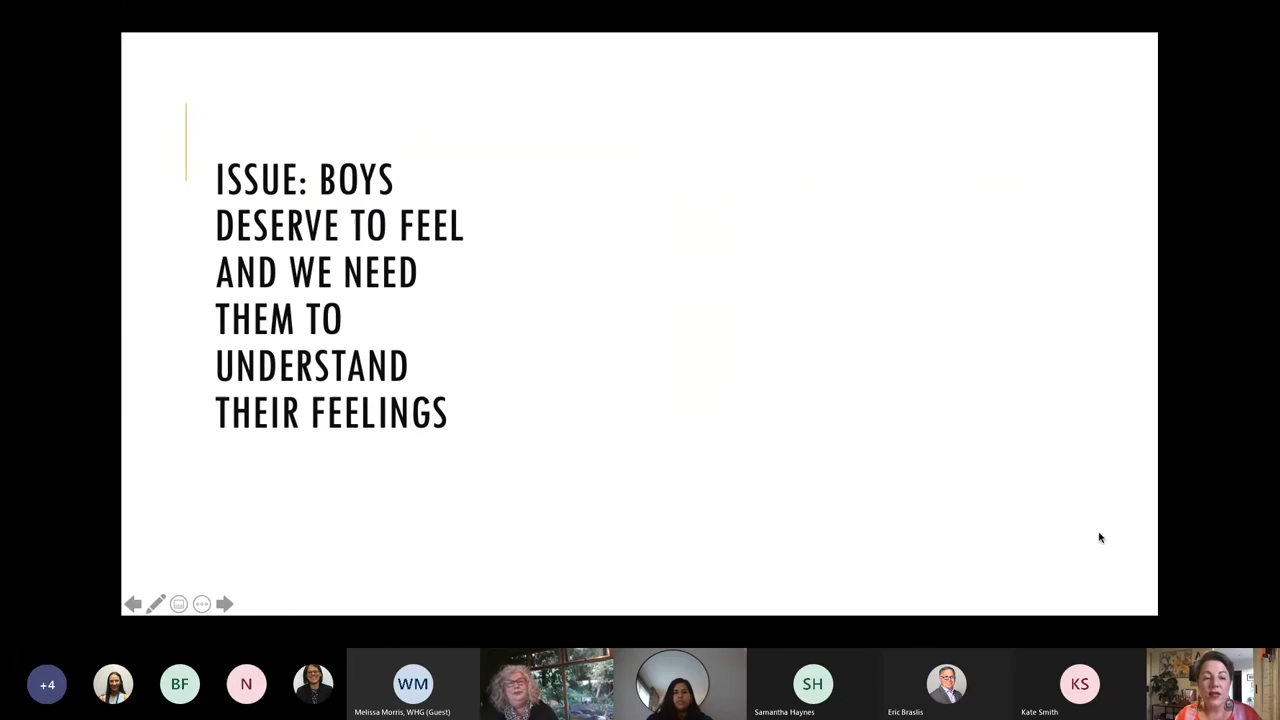 ISSUE: BOYS
DESERVE TO FEEL
AND WE NEED
THEM TO
UNDERSTAND
THEIR FEELINGS
+4
BF
N
WM
Melissa Morris, WHG (Guest)
SH
Samantha Haynes
Eric Braslis
KS
Kate Smith